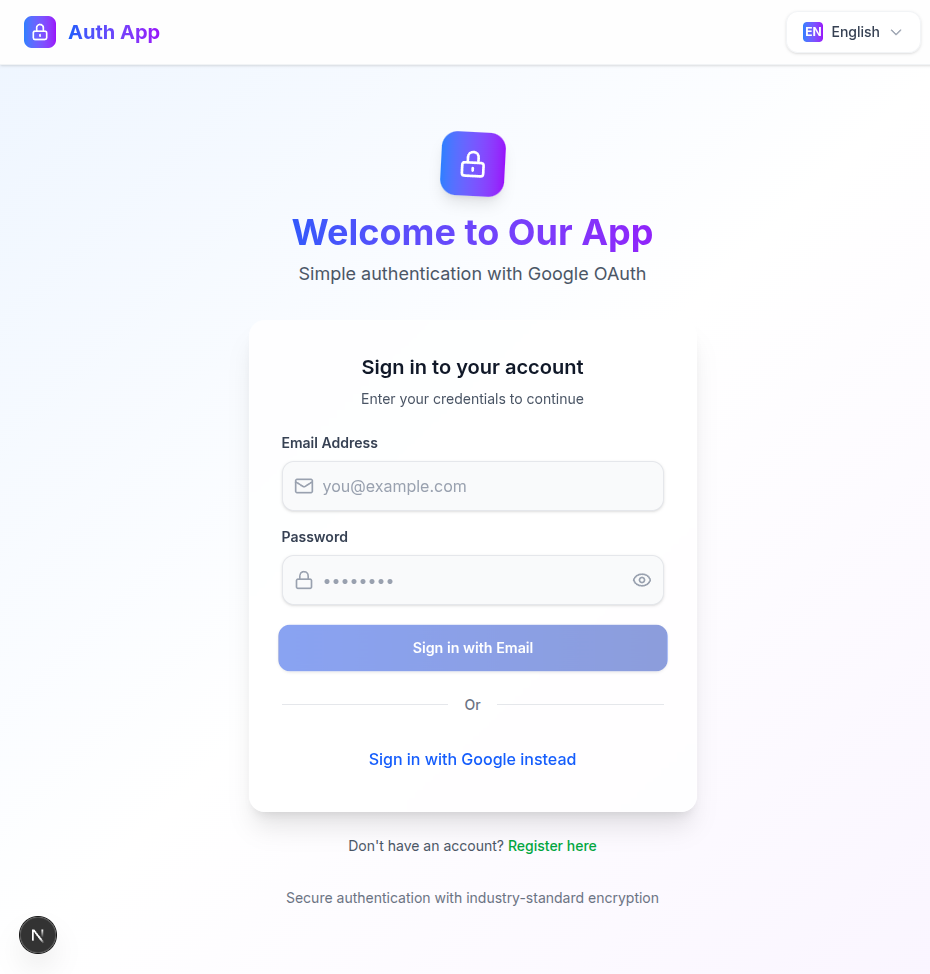 Auth App
EN English
Welcome to Our App
Simple authentication with Google OAuth
Sign in to your account
Enter your credentials to continue
Email Address
you@example.com
Password
••••••••
Sign in with Email
Or
Sign in with Google instead
Don't have an account? Register here
Secure authentication with industry-standard encryption
N